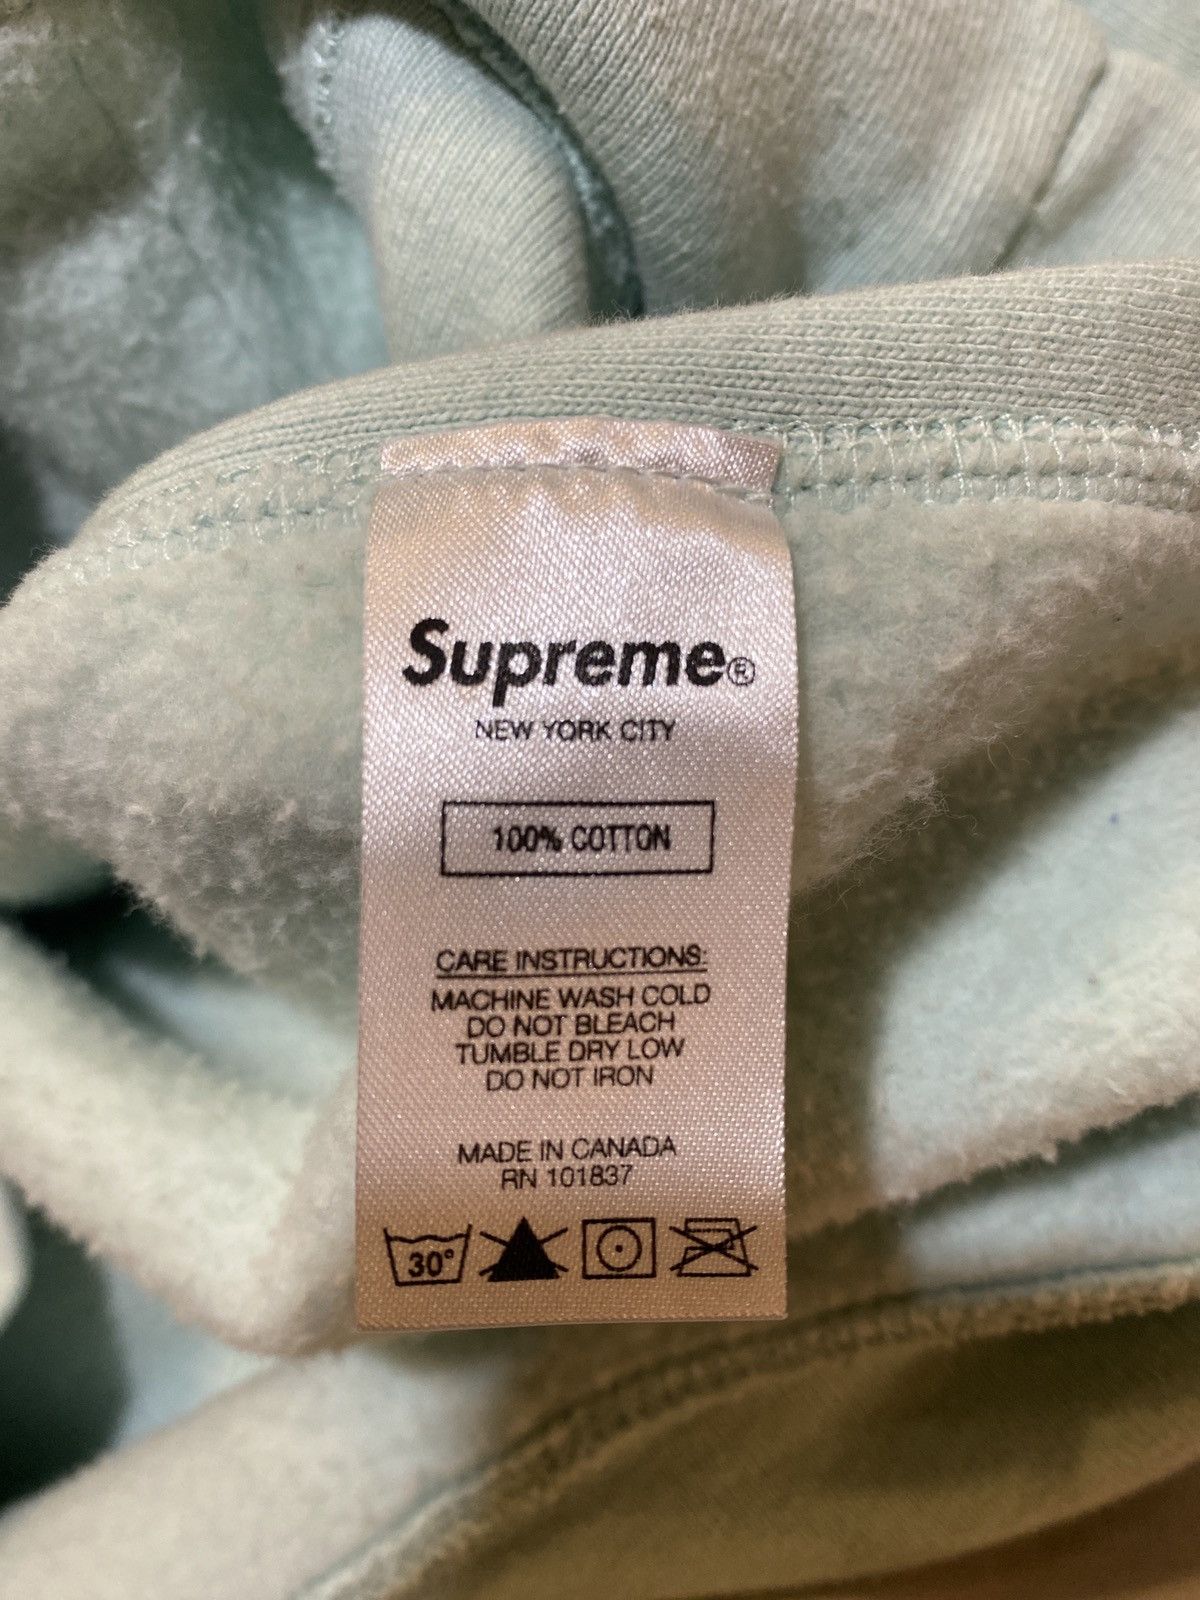 Supreme®
NEW YORK CITY
100% COTTON
CARE INSTRUCTIONS:
MACHINE WASH COLD
DO NOT BLEACH
TUMBLE DRY LOW
DO NOT IRON
MADE IN CANADA
RN 101837
30°